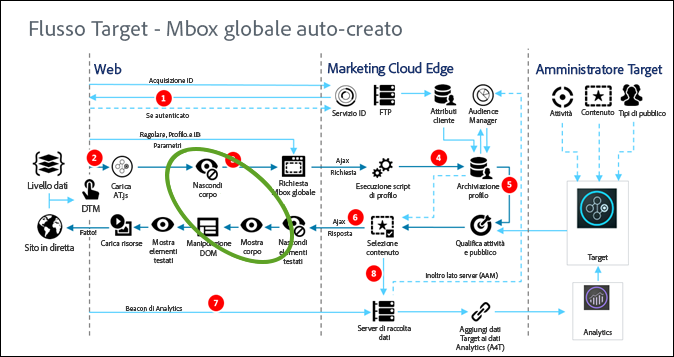 Flusso Target - Mbox globale auto-creato
Web
Marketing Cloud Edge
Amministratore Target
Acquisizione ID
1
Se autenticato
Servizio ID
FTP
Attributi
cliente
Audience
Manager
Attività
Contenuto
Tipi di pubblico
Ragolare, Profilo.a ID
Parametri
2
4
Livello dati
DTM
Carica
ATJs
Nascondi
corpo
Richiesta
Mbox globale
Ajax
Richiesta
Esecuzione script
di profilo
Archiviazione
profilo
5
6
Ajax
Risposta
Sito in diretta
Fatto!
Carica risorse
Mostra
elementi
testati
Manipolazione
DOM
Mostra
corpo
Nascondi
elementi
testati
Selezione
contenuto
Qualifica attività
e pubblico
Target
8
Inoltro lato server (AAM)
7
Beacon di Analytics
Server di raccolta
dati
Aggiungi dati
Target ai dati
Analytics (A4T)
Analytics